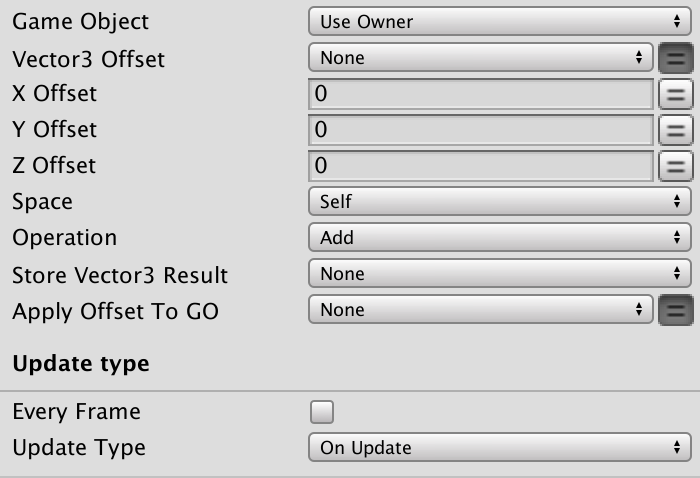 Game Object Use Owner
Vector3 Offset None
X Offset 0
Y Offset 0
Z Offset 0
Space Self
Operation Add
Store Vector3 Result None
Apply Offset To GO None
Update type
Every Frame
Update Type On Update